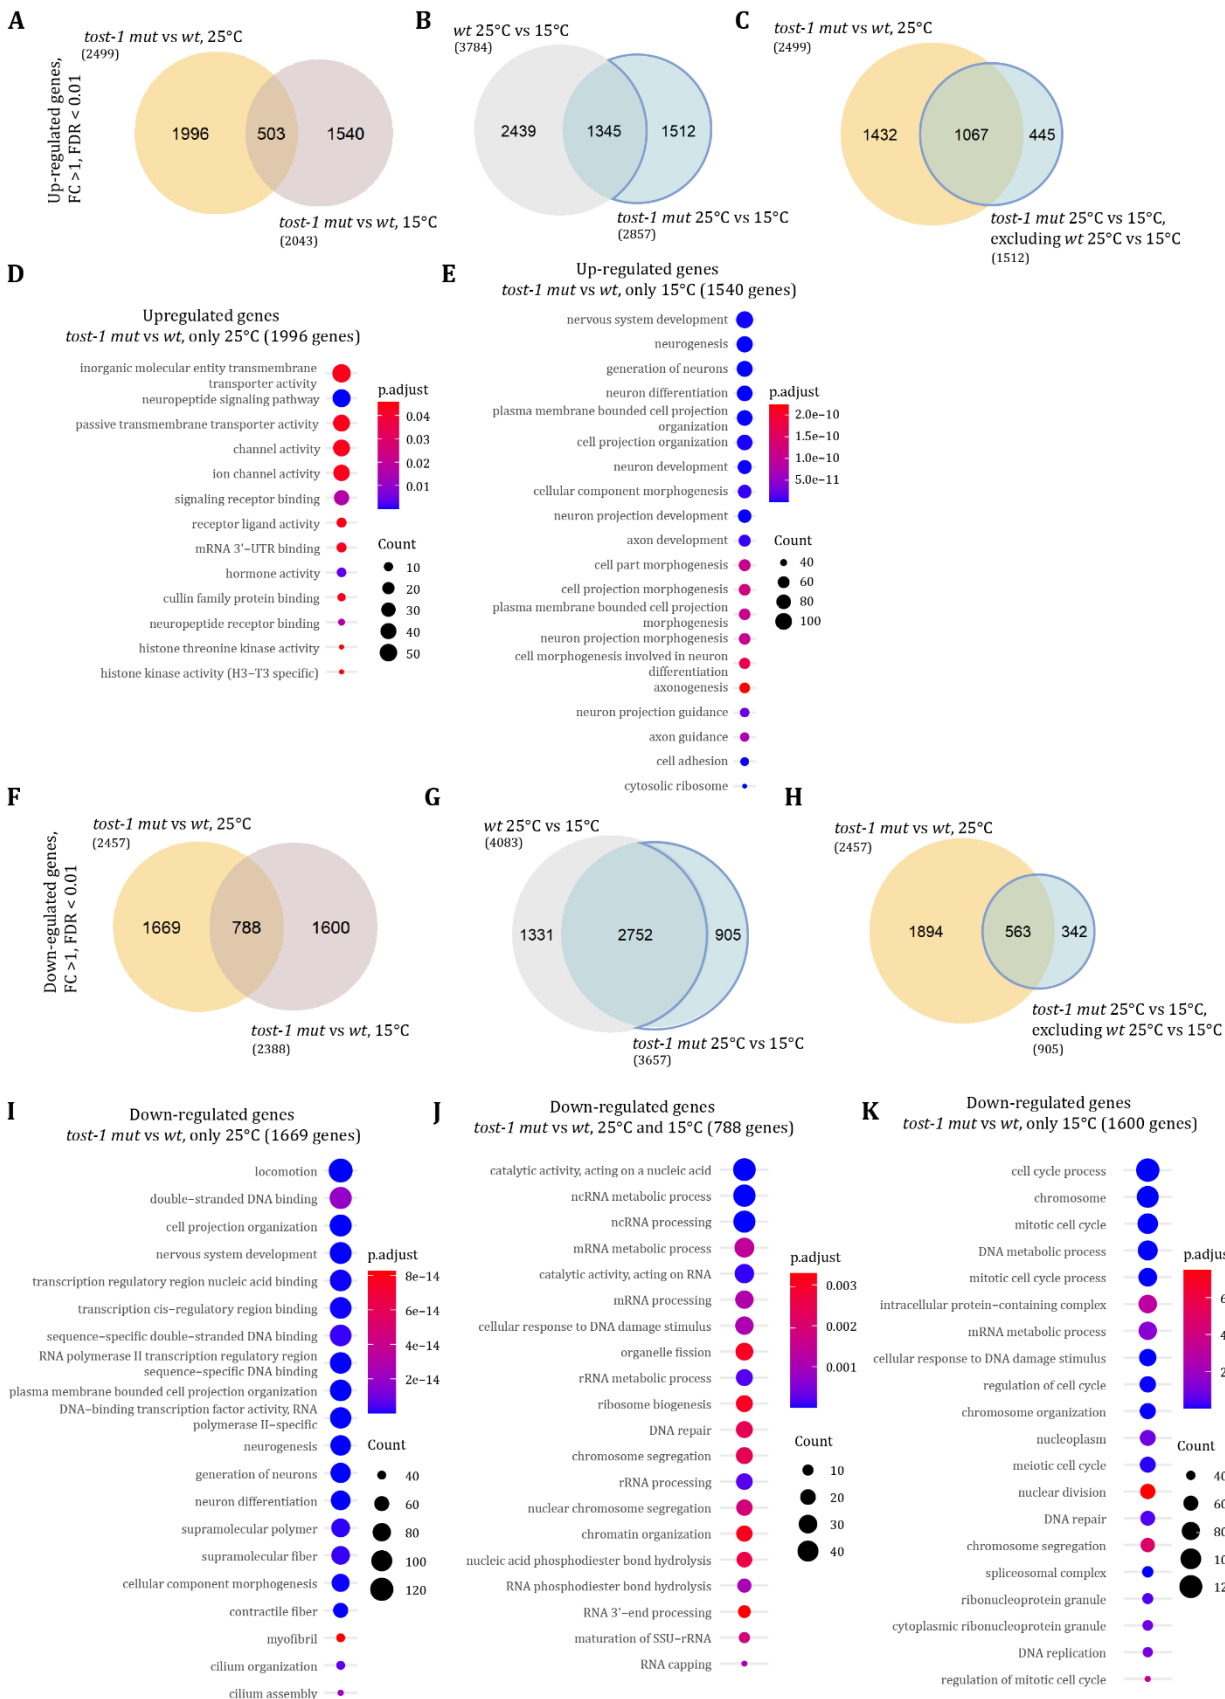 A
tost-1 mut vs wt, 25°C
(2499)
Up-regulated genes,
FC >1, FDR < 0.01
1996
503
1540
tost-1 mut vs wt, 15°C
(2043)
B
wt 25°C vs 15°C
(3784)
2439
1345
1512
tost-1 mut 25°C vs 15°C
(2857)
C
tost-1 mut vs wt, 25°C
(2499)
1432
1067
445
tost-1 mut 25°C vs 15°C,
excluding wt 25°C vs 15°C
(1512)
D
Upregulated genes
tost-1 mut vs wt, only 25°C (1996 genes)
inorganic molecular entity transmembrane
transporter activity
neuropeptide signaling pathway
passive transmembrane transporter activity
channel activity
ion channel activity
signaling receptor binding
receptor ligand activity
mRNA 3'−UTR binding
hormone activity
cullin family protein binding
neuropeptide receptor binding
histone threonine kinase activity
histone kinase activity (H3−T3 specific)
p.adjust
0.04
0.03
0.02
0.01
Count
10
20
30
40
50
E
Up-regulated genes
tost-1 mut vs wt, only 15°C (1540 genes)
nervous system development
neurogenesis
generation of neurons
neuron differentiation
plasma membrane bounded cell projection
organization
cell projection organization
neuron development
cellular component morphogenesis
neuron projection development
axon development
cell part morphogenesis
cell projection morphogenesis
plasma membrane bounded cell projection
morphogenesis
neuron projection morphogenesis
cell morphogenesis involved in neuron
differentiation
axonogenesis
neuron projection guidance
axon guidance
cell adhesion
cytosolic ribosome
p.adjust
2.0e−10
1.5e−10
1.0e−10
5.0e−11
Count
40
60
80
100
F
tost-1 mut vs wt, 25°C
(2457)
Down-egulated genes,
FC >1, FDR < 0.01
1669
788
1600
tost-1 mut vs wt, 15°C
(2388)
G
wt 25°C vs 15°C
(4083)
1331
2752
905
tost-1 mut 25°C vs 15°C
(3657)
H
tost-1 mut vs wt, 25°C
(2457)
1894
563
342
tost-1 mut 25°C vs 15°C,
excluding wt 25°C vs 15°C
(905)
I
Down-regulated genes
tost-1 mut vs wt, only 25°C (1669 genes)
locomotion
double−stranded DNA binding
cell projection organization
nervous system development
transcription regulatory region nucleic acid binding
transcription cis−regulatory region binding
sequence−specific double−stranded DNA binding
RNA polymerase II transcription regulatory region
sequence−specific DNA binding
plasma membrane bounded cell projection organization
DNA−binding transcription factor activity, RNA
polymerase II−specific
neurogenesis
generation of neurons
neuron differentiation
supramolecular polymer
supramolecular fiber
cellular component morphogenesis
contractile fiber
myofibril
cilium organization
cilium assembly
p.adjust
8e−14
6e−14
4e−14
2e−14
Count
40
60
80
100
120
J
Down-regulated genes
tost-1 mut vs wt, 25°C and 15°C (788 genes)
catalytic activity, acting on a nucleic acid
ncRNA metabolic process
ncRNA processing
mRNA metabolic process
catalytic activity, acting on RNA
mRNA processing
cellular response to DNA damage stimulus
organelle fission
rRNA metabolic process
ribosome biogenesis
DNA repair
chromosome segregation
rRNA processing
nuclear chromosome segregation
chromatin organization
nucleic acid phosphodiester bond hydrolysis
RNA phosphodiester bond hydrolysis
RNA 3'−end processing
maturation of SSU−rRNA
RNA capping
p.adjust
0.003
0.002
0.001
Count
10
20
30
40
K
Down-regulated genes
tost-1 mut vs wt, only 15°C (1600 genes)
cell cycle process
chromosome
mitotic cell cycle
DNA metabolic process
mitotic cell cycle process
intracellular protein−containing complex
mRNA metabolic process
cellular response to DNA damage stimulus
regulation of cell cycle
chromosome organization
nucleoplasm
meiotic cell cycle
nuclear division
DNA repair
chromosome segregation
spliceosomal complex
ribonucleoprotein granule
cytoplasmic ribonucleoprotein granule
DNA replication
regulation of mitotic cell cycle
p.adjust
6
4
2
Count
40
60
80
10
12